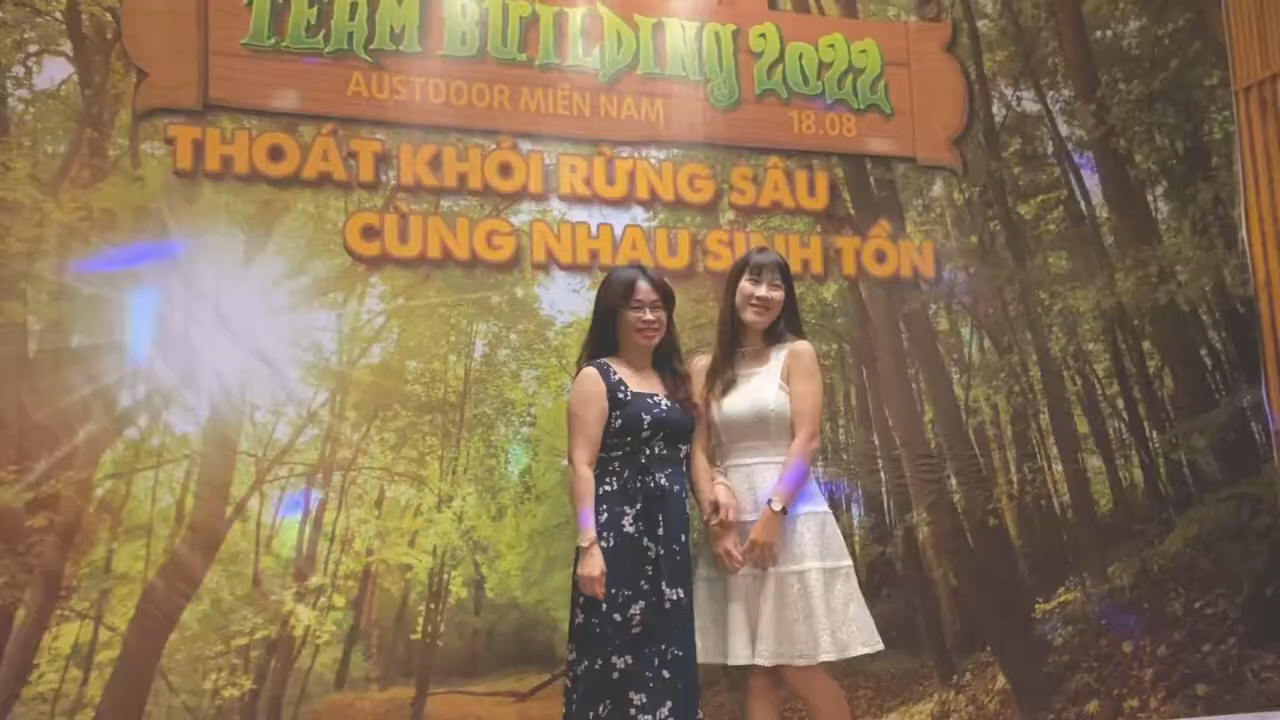 TEAM BUILDING 2022
AUSTDOOR MIỀN NAM 18.08
THOÁT KHỎI RỪNG SÂU
CÙNG NHAU SINH TỒN